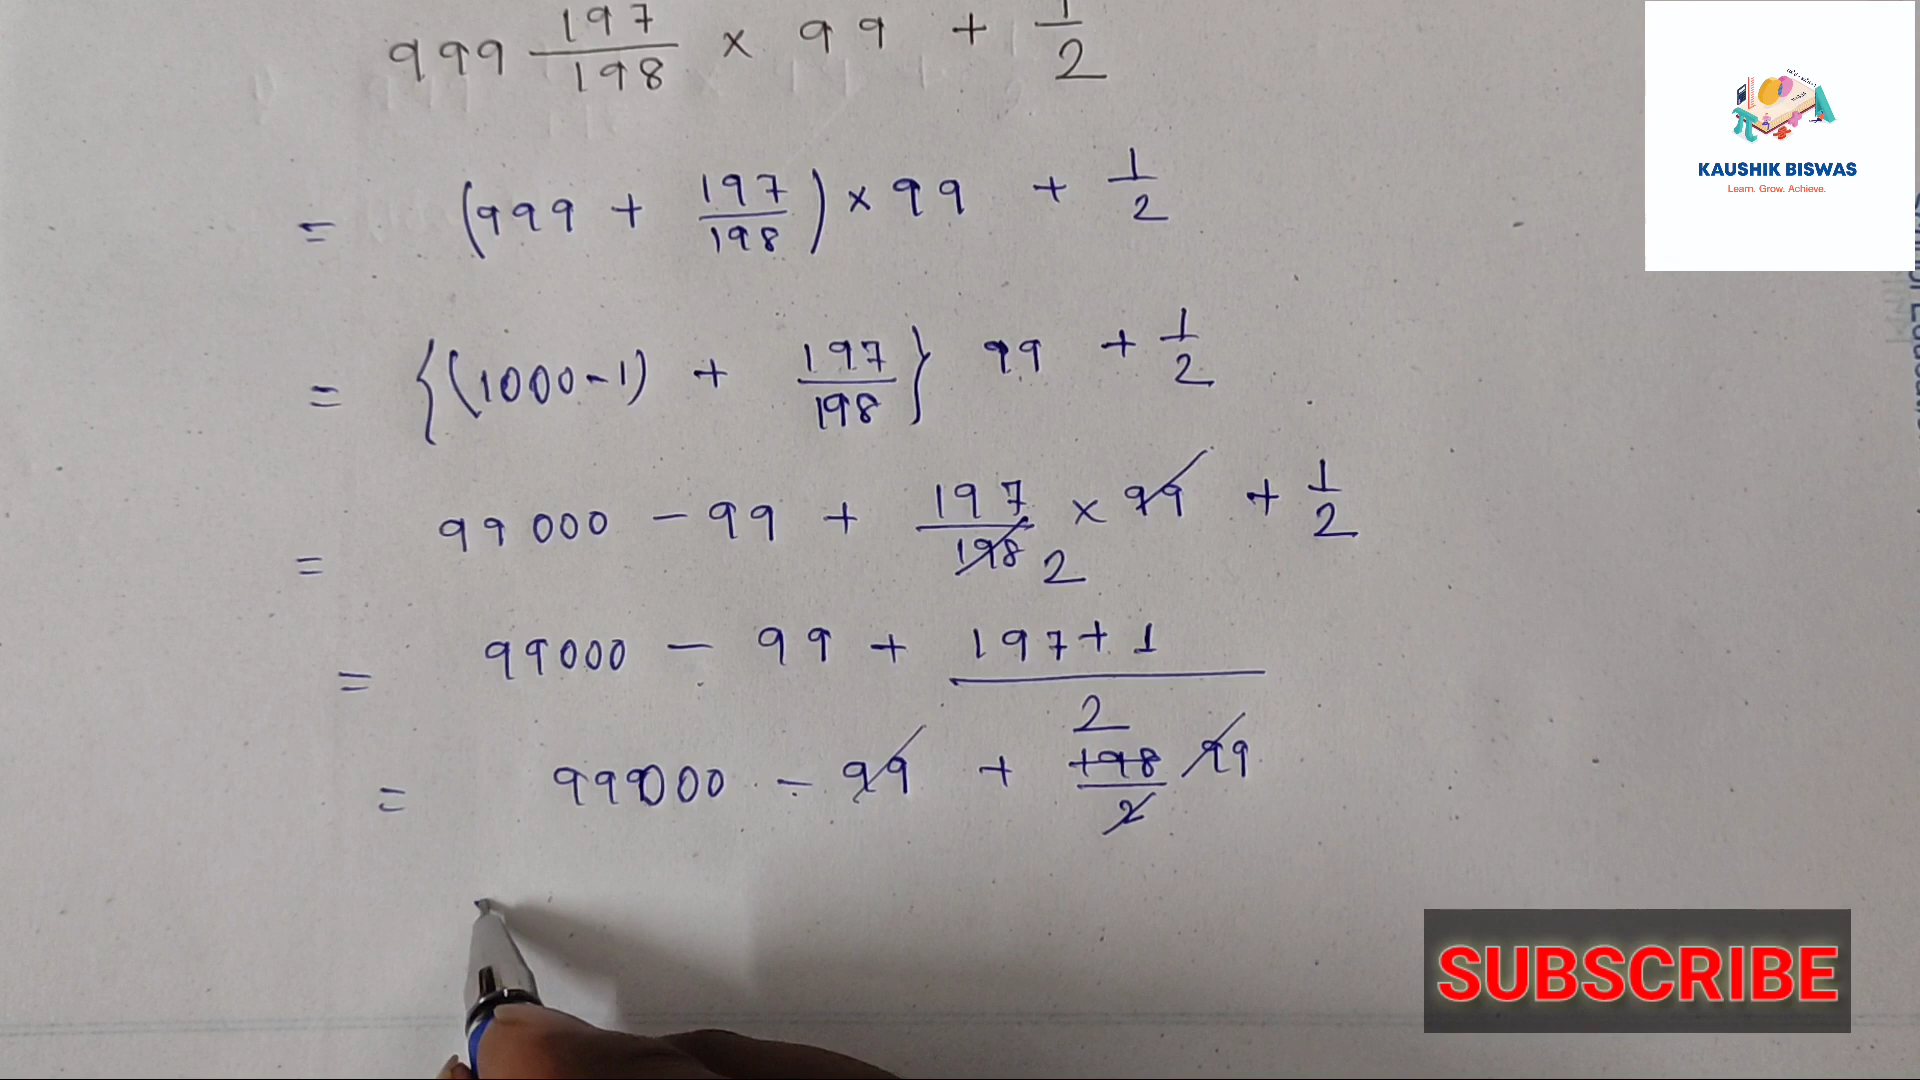 999 197/198 × 99 + 1/2
= (999 + 197/198) × 99 + 1/2
= {(1000-1) + 197/198} 99 + 1/2
= 99000 - 99 + 197/198 2 × 99 + 1/2
= 99000 - 99 + 197+1/2
= 999000 - 99 + 198/2 99
KAUSHIK BISWAS
Learn. Grow. Achieve.
SUBSCRIBE